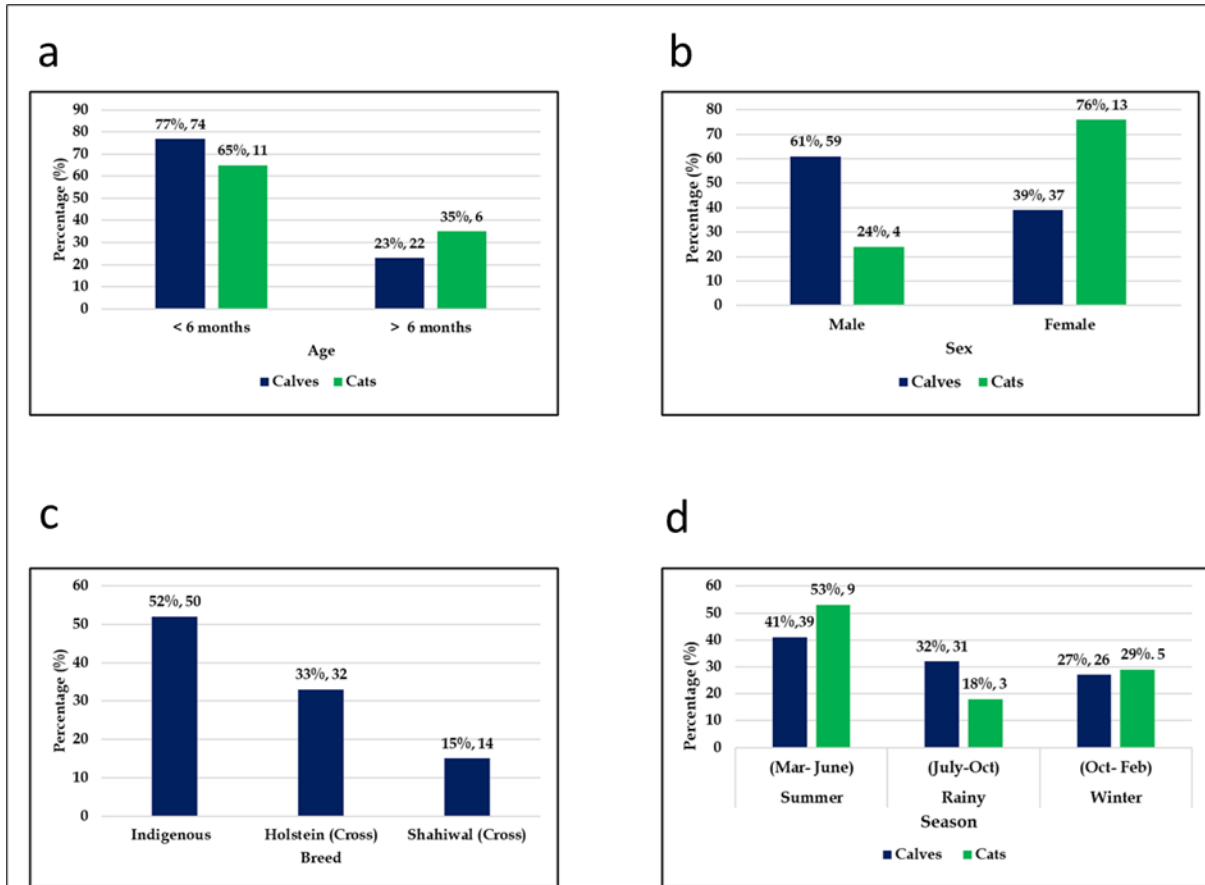 a
90
80
70
60
50
40
30
20
10
0
Percentage (%)
77%, 74
65%, 11
23%, 22
35%, 6
< 6 months
> 6 months
Age
Calves
Cats
b
80
70
60
50
40
30
20
10
0
Percentage (%)
61%, 59
24%, 4
39%, 37
76%, 13
Male
Female
Sex
Calves
Cats
c
60
50
40
30
20
10
0
Percentage (%)
52%, 50
33%, 32
15%, 14
Indigenous
Holstein (Cross)
Shahiwal (Cross)
Breed
d
60
50
40
30
20
10
0
Percentage (%)
41%,39
53%, 9
32%, 31
18%, 3
27%, 26
29%. 5
(Mar- June)
(July-Oct)
(Oct- Feb)
Summer
Rainy
Winter
Season
Calves
Cats